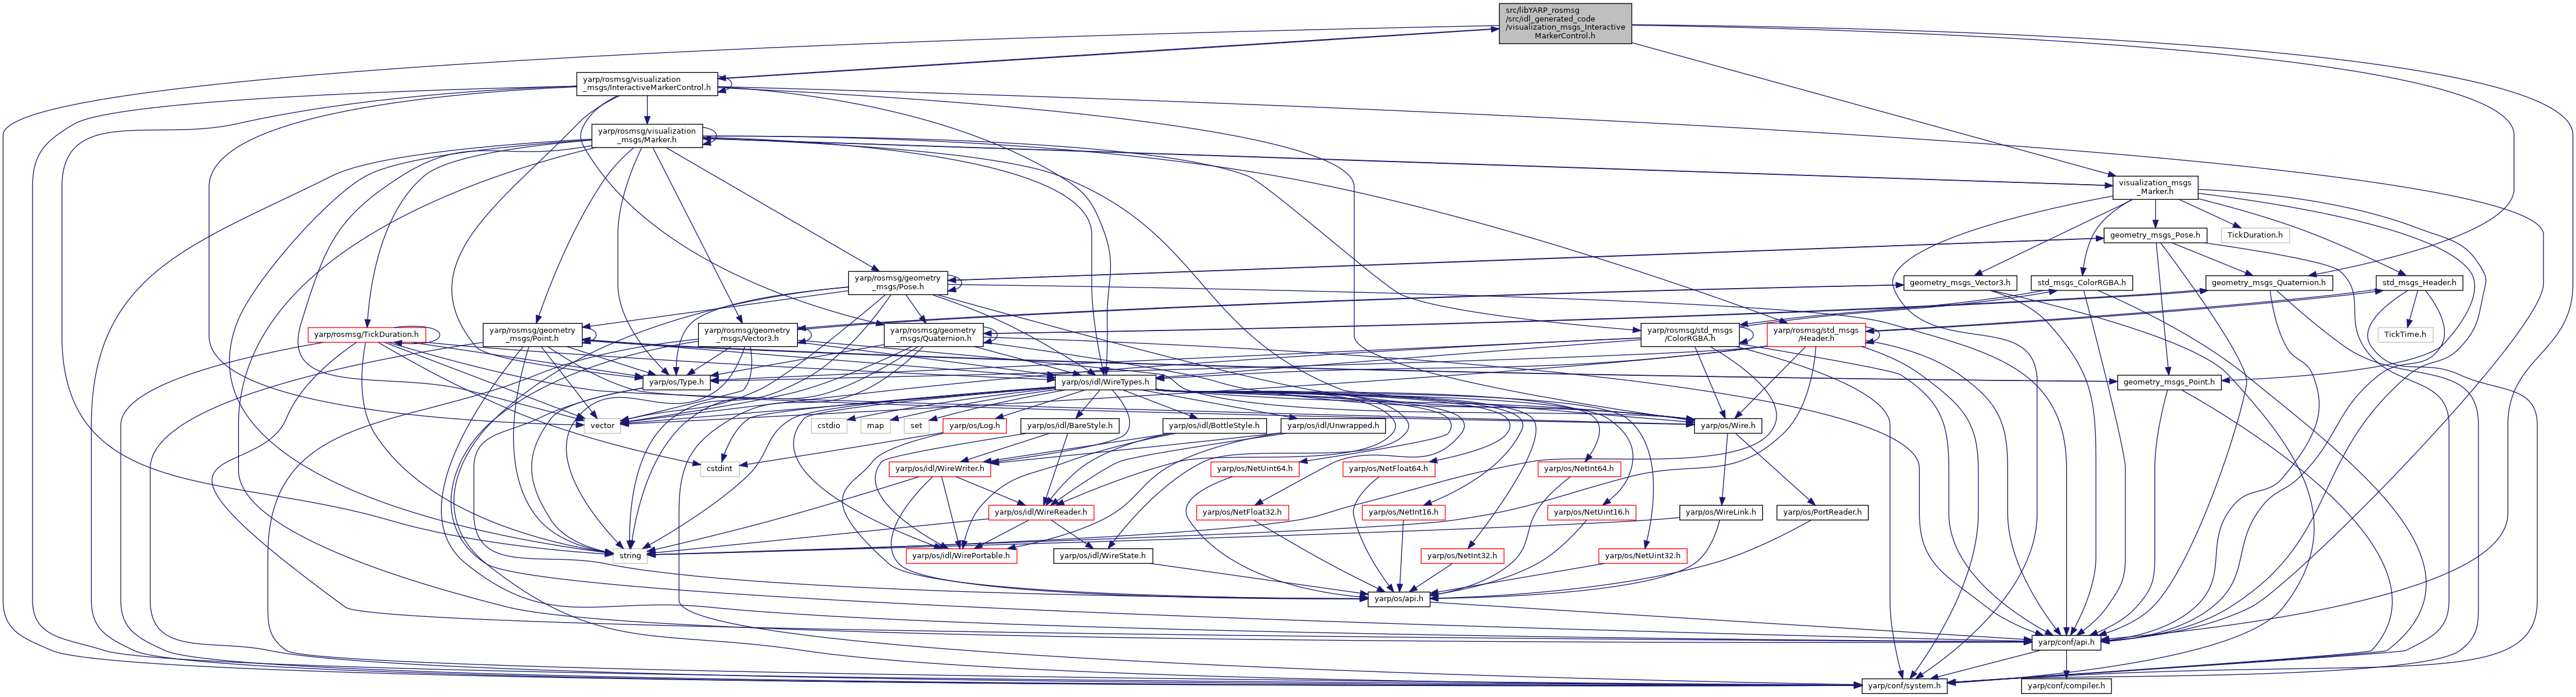 src/libYARP_rosmsg
/src/idl_generated_code
/visualization_msgs_Interactive
MarkerControl.h
yarp/rosmsg/visualization
_msgs/InteractiveMarkerControl.h
yarp/rosmsg/visualization
_msgs/Marker.h
visualization_msgs
_Marker.h
geometry_msgs_Pose.h
TickDuration.h
yarp/rosmsg/geometry
_msgs/Pose.h
geometry_msgs_Vector3.h
std_msgs_ColorRGBA.h
geometry_msgs_Quaternion.h
std_msgs_Header.h
yarp/rosmsg/TickDuration.h
yarp/rosmsg/geometry
_msgs/Point.h
yarp/rosmsg/geometry
_msgs/Vector3.h
yarp/rosmsg/geometry
_msgs/Quaternion.h
yarp/rosmsg/std_msgs
/ColorRGBA.h
yarp/rosmsg/std_msgs
/Header.h
TickTime.h
yarp/os/Type.h
yarp/os/idl/WireTypes.h
geometry_msgs_Point.h
vector
cstdio
map
set
yarp/os/Log.h
yarp/os/idl/BareStyle.h
yarp/os/idl/BottleStyle.h
yarp/os/idl/Unwrapped.h
yarp/os/Wire.h
cstdint
yarp/os/idl/WireWriter.h
yarp/os/NetUint64.h
yarp/os/NetFloat64.h
yarp/os/NetInt64.h
yarp/os/idl/WireReader.h
yarp/os/NetFloat32.h
yarp/os/NetInt16.h
yarp/os/NetUint16.h
yarp/os/WireLink.h
yarp/os/PortReader.h
string
yarp/os/idl/WirePortable.h
yarp/os/idl/WireState.h
yarp/os/NetInt32.h
yarp/os/NetUint32.h
yarp/os/api.h
yarp/conf/api.h
yarp/conf/system.h
yarp/conf/compiler.h